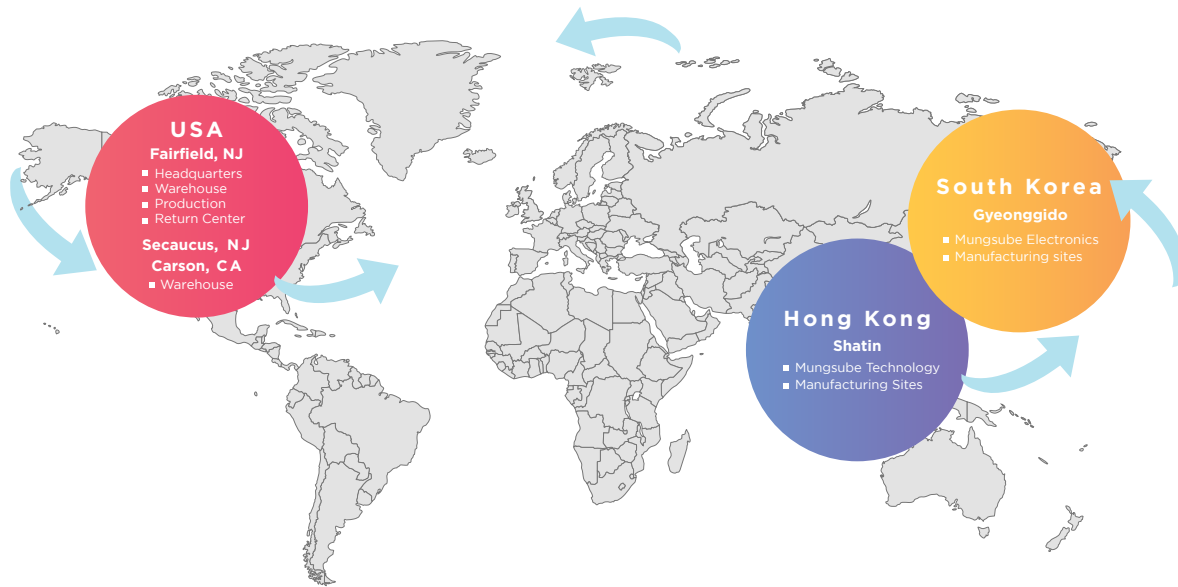 USA
Fairfield, NJ
Headquarters
Warehouse
Production
Return Center
Secaucus, NJ
Carson, CA
Warehouse
Hong Kong
Shatin
Mungsube Technology
Manufacturing Sites
South Korea
Gyeonggido
Mungsube Electronics
Manufacturing sites